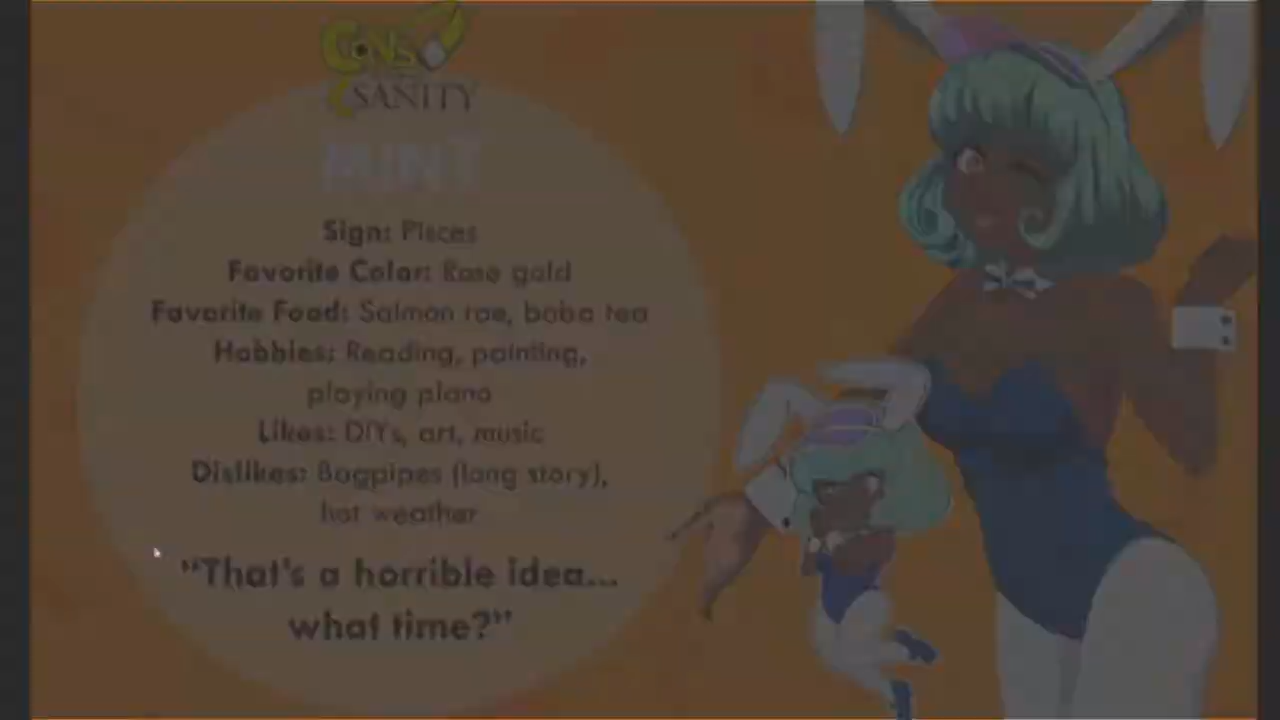 CONS
SANITY
MINT
Sign: Pisces
Favorite Color: Rose gold
Favorite Food: Salmon roe, boba tea
Hobbies: Reading, painting,
playing piano
Likes: DIYs, art, music
Dislikes: Bagpipes (long story),
hot weather
"That's a horrible idea...
what time?"